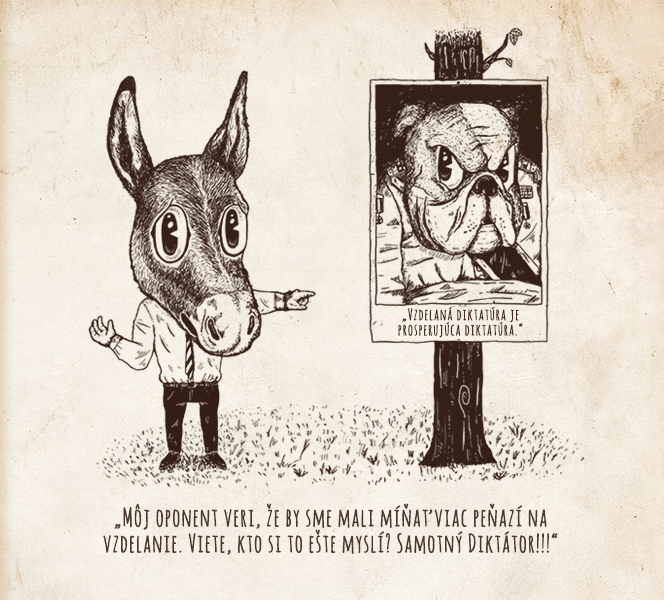 „Vzdelaná diktatúra je
prosperujúca diktatúra.“
„Môj oponent veri, že by sme mali míňať viac peňazí na
vzdelanie. Viete, kto si to ešte myslí? Samotný Diktátor!!!“